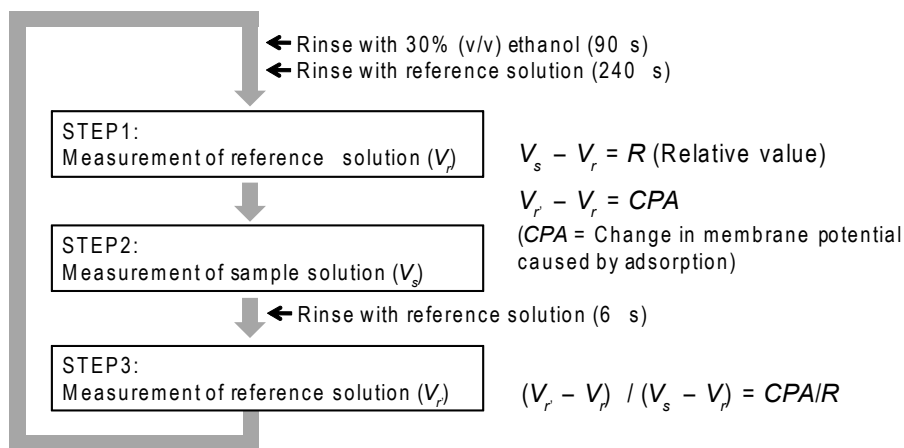 ← Rinse with 30% (v/v) ethanol (90 s)
← Rinse with reference solution (240 s)
STEP1:
Measurement of reference solution (Vr)
Vs – Vr = R (Relative value)
Vr' – Vr = CPA
(CPA = Change in membrane potential
caused by adsorption)
STEP2:
Measurement of sample solution (Vs)
← Rinse with reference solution (6 s)
STEP3:
Measurement of reference solution (Vr')
(Vr' – Vr) / (Vs – Vr) = CPA/R